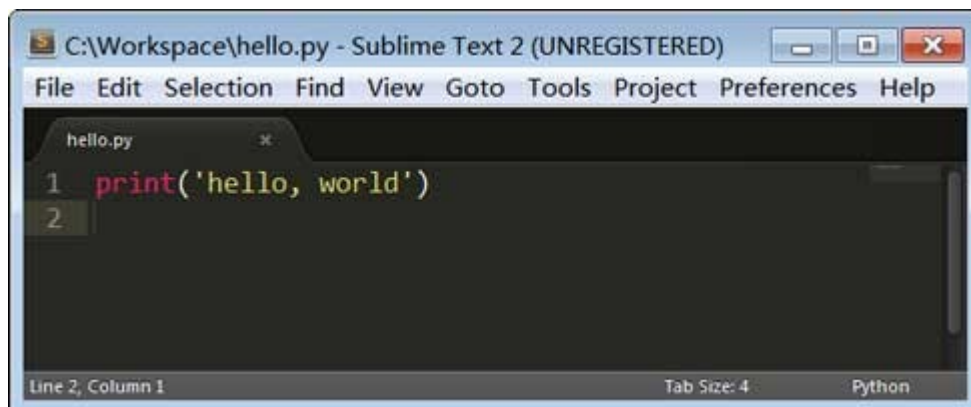 C:\Workspace\hello.py - Sublime Text 2 (UNREGISTERED)
File Edit Selection Find View Goto Tools Project Preferences Help
hello.py
1 print('hello, world')
2
Line 2, Column 1 Tab Size: 4 Python